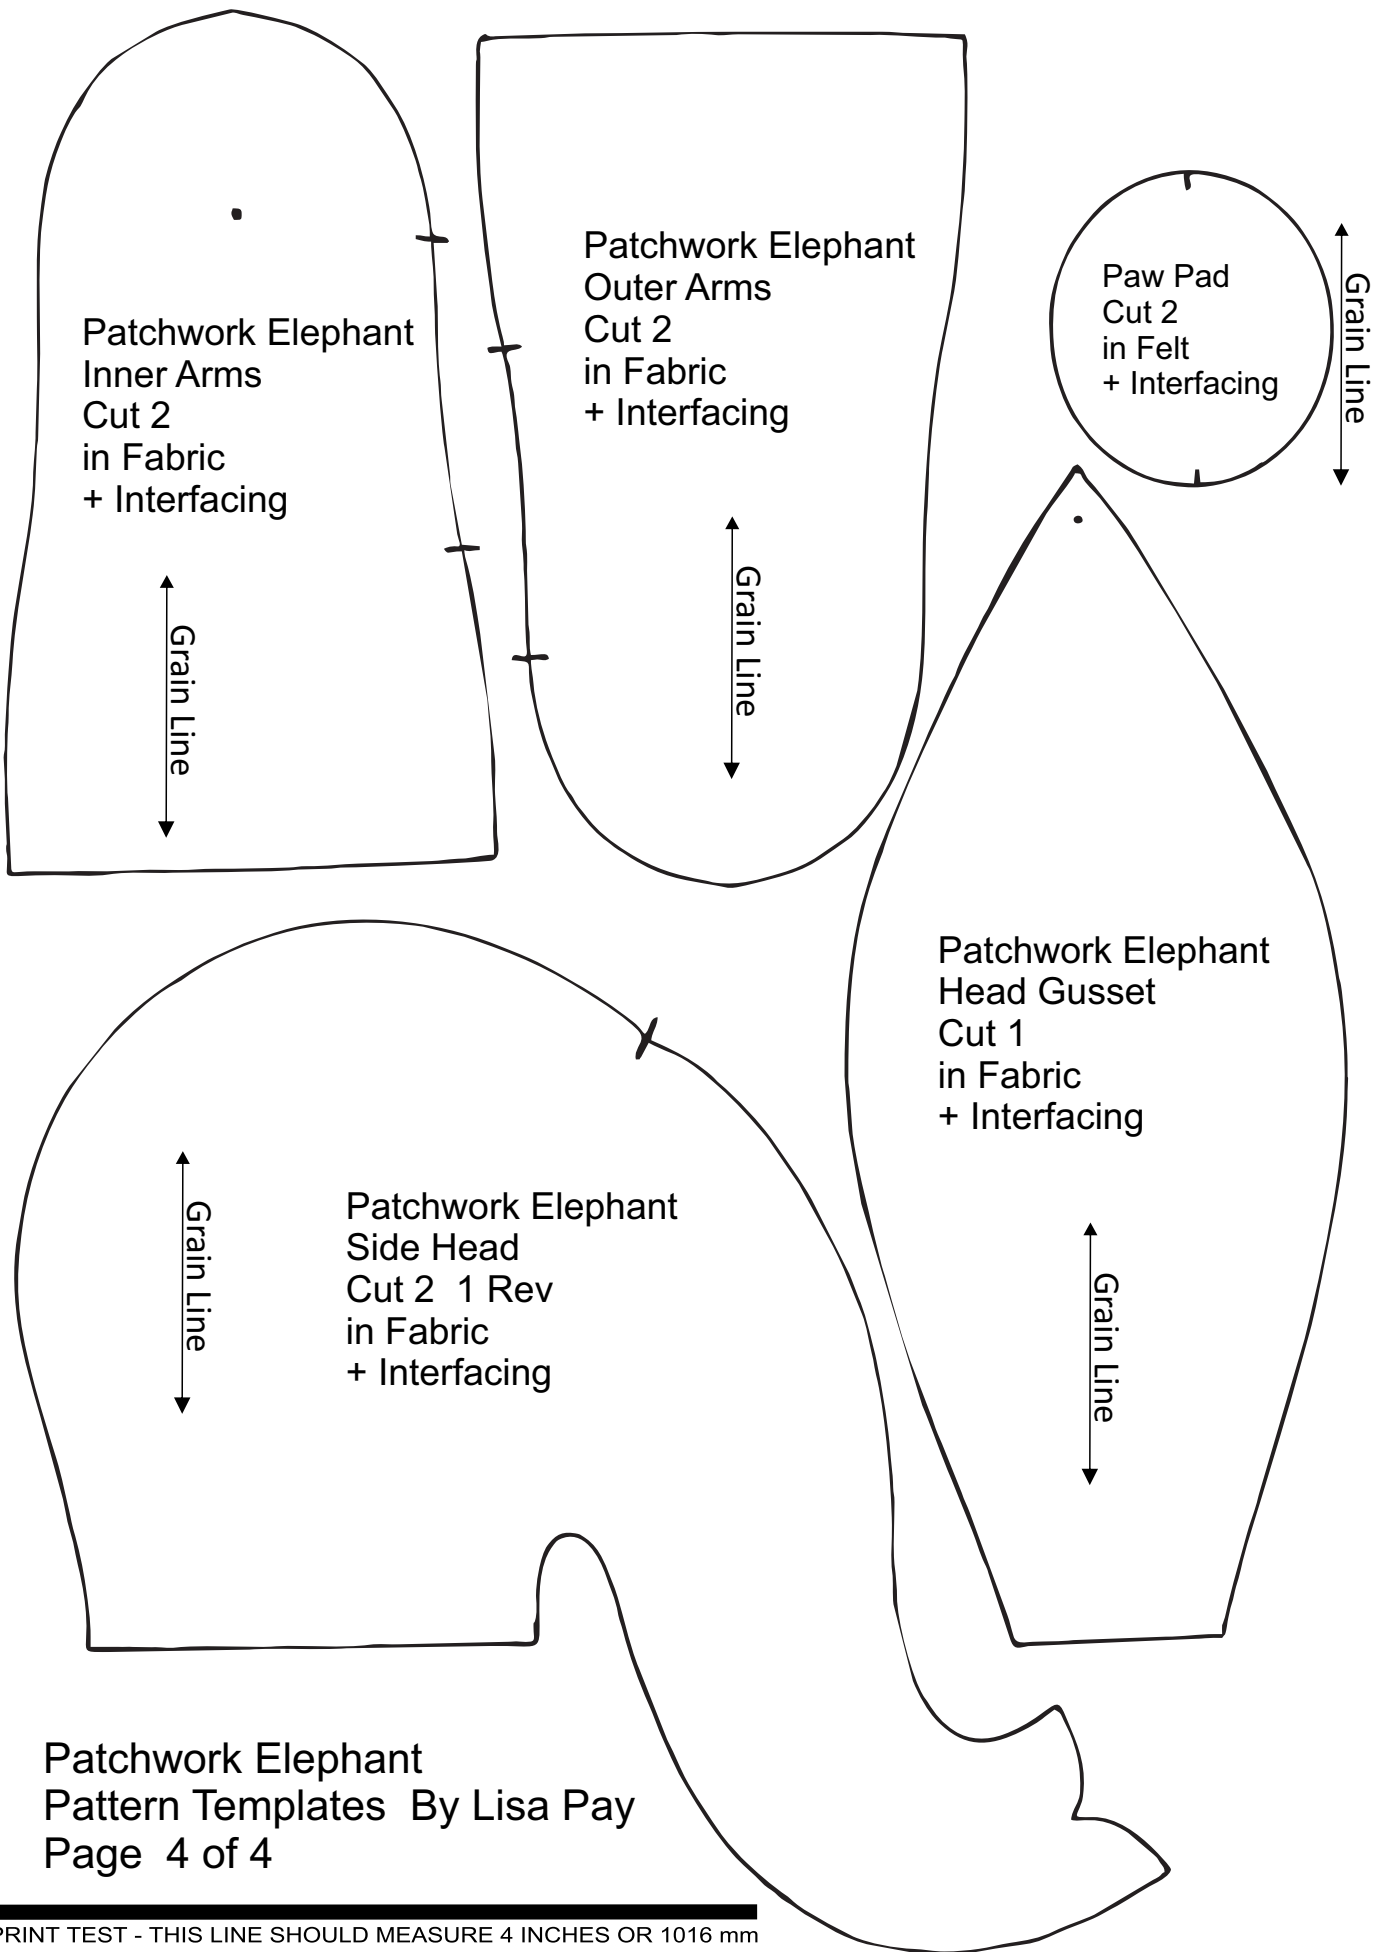 Patchwork Elephant
Inner Arms
Cut 2
in Fabric
+ Interfacing
Grain Line
Patchwork Elephant
Outer Arms
Cut 2
in Fabric
+ Interfacing
Grain Line
Paw Pad
Cut 2
in Felt
+ Interfacing
Grain Line
Patchwork Elephant
Head Gusset
Cut 1
in Fabric
+ Interfacing
Grain Line
Patchwork Elephant
Side Head
Cut 2  1 Rev
in Fabric
+ Interfacing
Grain Line
Patchwork Elephant
Pattern Templates  By Lisa Pay
Page  4 of 4
PRINT TEST - THIS LINE SHOULD MEASURE 4 INCHES OR 1016 mm